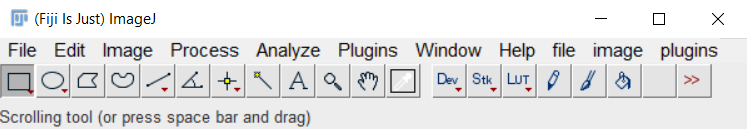 (Fiji Is Just) ImageJ
File Edit Image Process Analyze Plugins Window Help file image plugins
A Dev Stk LUT >>
Scrolling tool (or press space bar and drag)